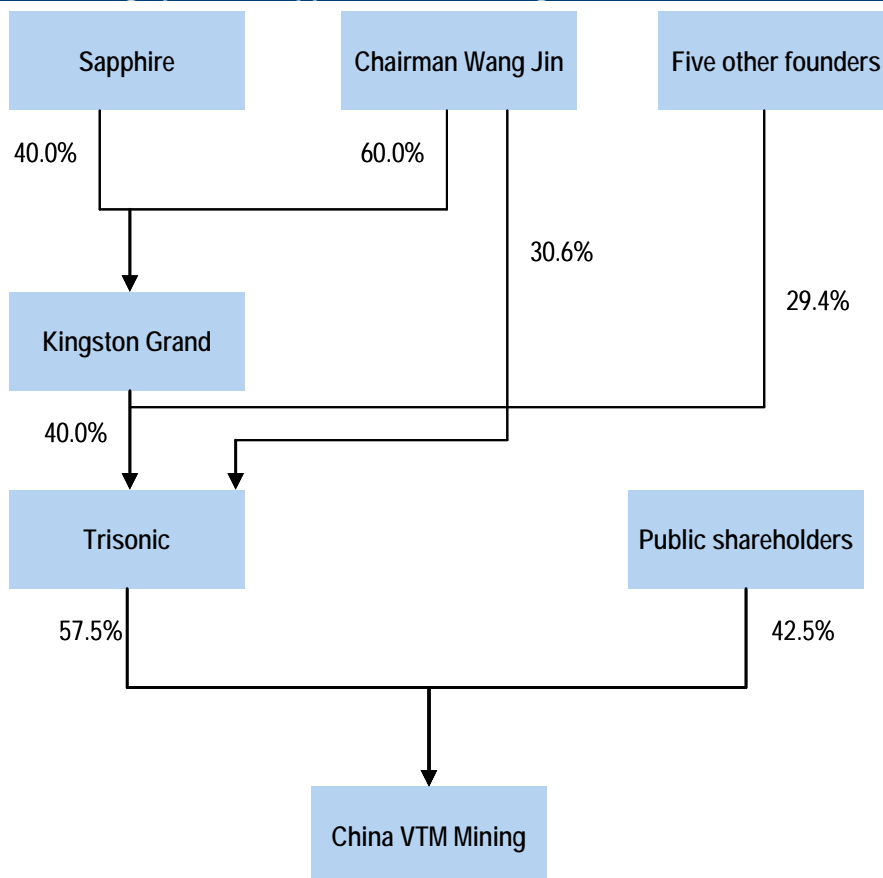 Sapphire
Chairman Wang Jin
Five other founders
40.0%
60.0%
30.6%
29.4%
Kingston Grand
40.0%
Trisonic
Public shareholders
57.5%
42.5%
China VTM Mining